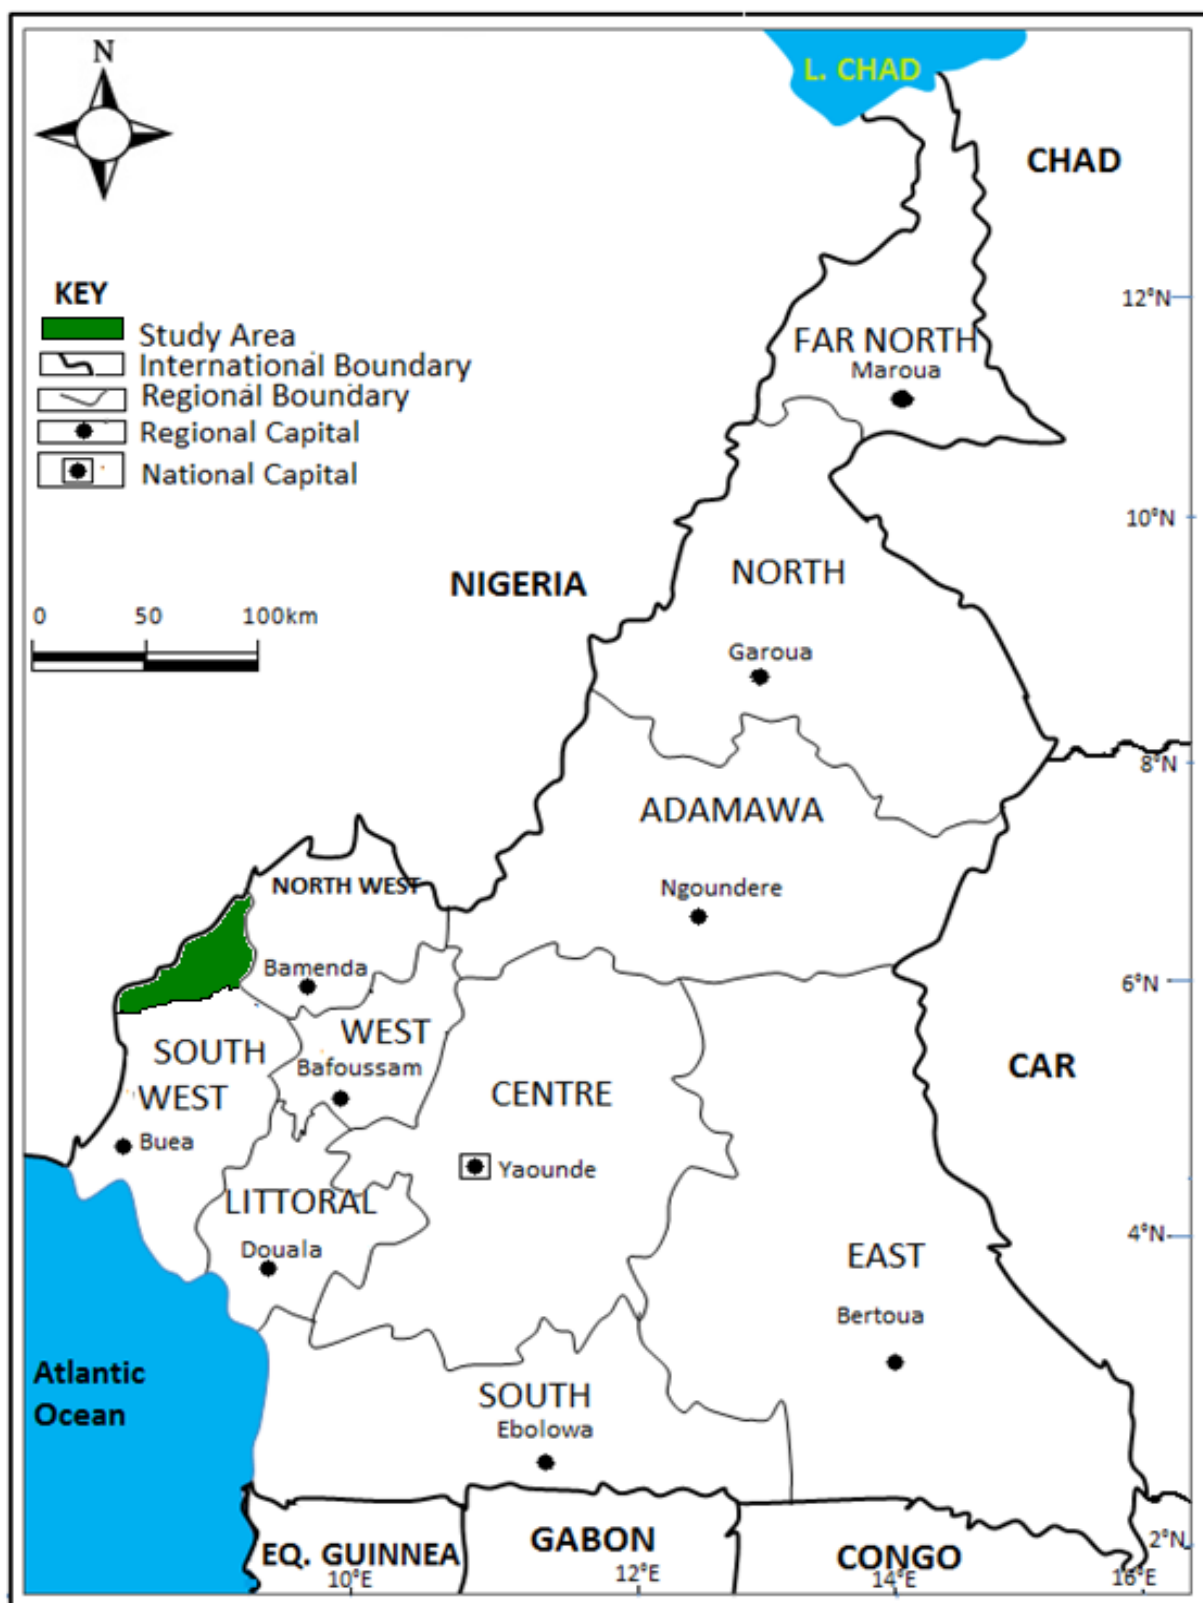 N
L. CHAD
CHAD
KEY
Study Area
International Boundary
Regional Boundary
Regional Capital
National Capital
12°N
FAR NORTH
Maroua
10°N
NIGERIA
NORTH
0 50 100km
Garoua
8°N
ADAMAWA
NORTH WEST
Ngoundere
Bamenda
6°N
WEST
SOUTH
WEST
Bafoussam
CAR
CENTRE
Buea
Yaounde
LITTORAL
4°N
Douala
EAST
Bertoua
Atlantic
Ocean
SOUTH
Ebolowa
EQ. GUINNEA
GABON
CONGO
2°N
10°E
12°E
14°E
16°E